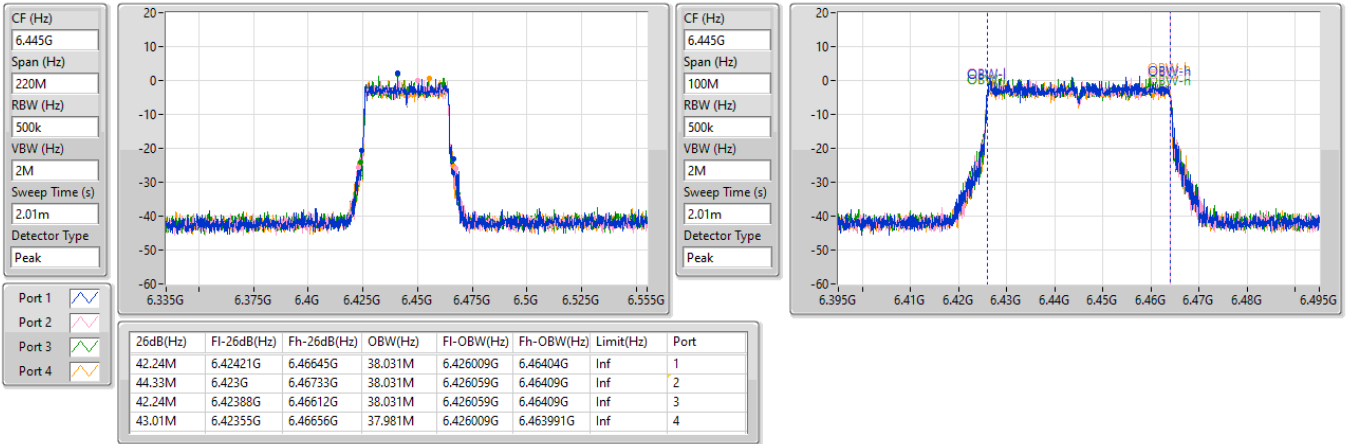 CF (Hz)
6.445G
Span (Hz)
220M
RBW (Hz)
500k
VBW (Hz)
2M
Sweep Time (s)
2.01m
Detector Type
Peak
20
10
0
-10
-20
-30
-40
-50
-60
6.335G 6.375G 6.4G 6.425G 6.45G 6.475G 6.5G 6.525G 6.555G
CF (Hz)
6.445G
Span (Hz)
100M
RBW (Hz)
500k
VBW (Hz)
2M
Sweep Time (s)
2.01m
Detector Type
Peak
20
10
0
-10
-20
-30
-40
-50
-60
OBW-l OBW-h
6.395G 6.41G 6.42G 6.43G 6.44G 6.45G 6.46G 6.47G 6.48G 6.495G
Port 1
Port 2
Port 3
Port 4
26dB(Hz) Fl-26dB(Hz) Fh-26dB(Hz) OBW(Hz) Fl-OBW(Hz) Fh-OBW(Hz) Limit(Hz) Port
42.24M 6.42421G 6.46645G 38.031M 6.426009G 6.46404G Inf 1
44.33M 6.423G 6.46733G 38.031M 6.426059G 6.46409G Inf 2
42.24M 6.42388G 6.46612G 38.031M 6.426059G 6.46409G Inf 3
43.01M 6.42355G 6.46656G 37.981M 6.426009G 6.463991G Inf 4